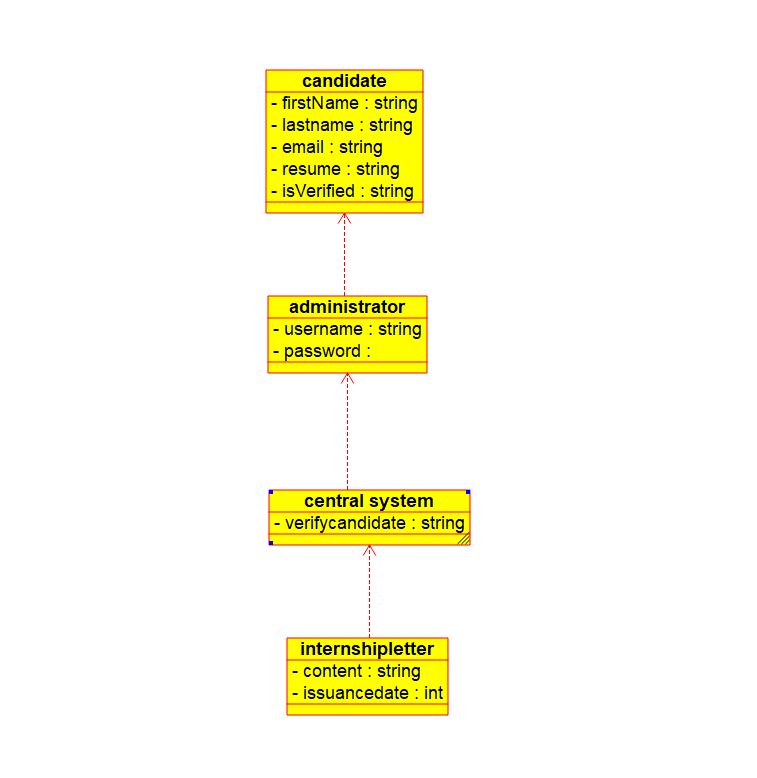 candidate
- firstName : string
- lastname : string
- email : string
- resume : string
- isVerified : string
administrator
- username : string
- password :
central system
- verifycandidate : string
internshipletter
- content : string
- issuancedate : int